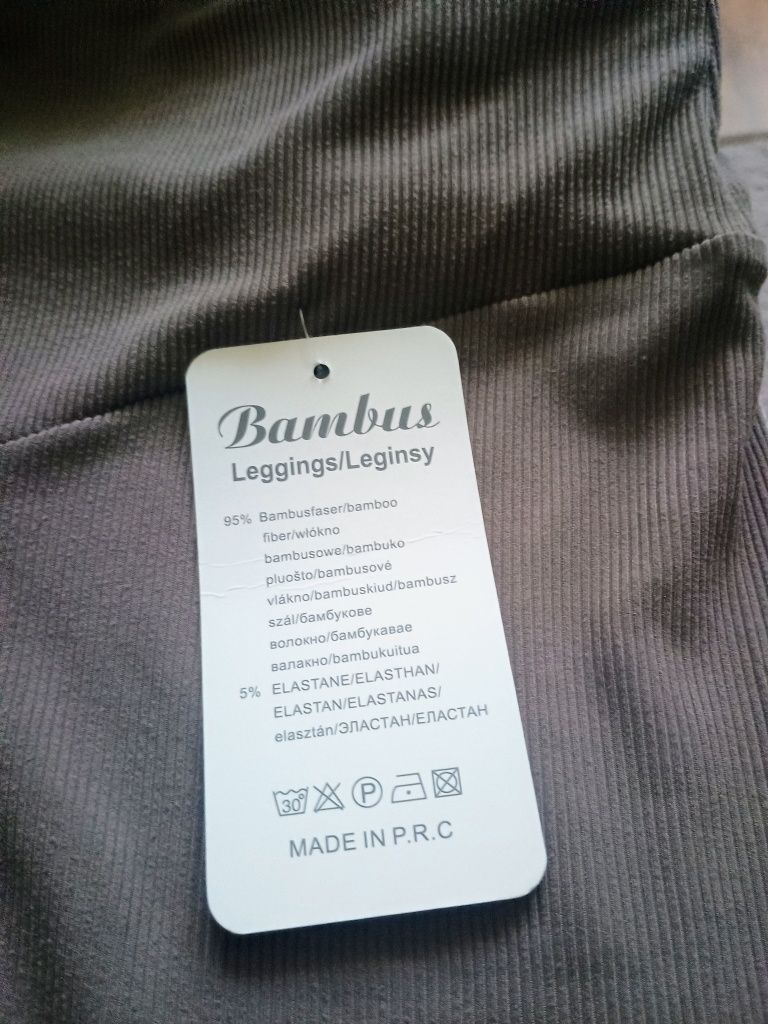 Bambus
Leggings/Leginsy
95% Bambusfaser/bamboo
fiber/włókno
bambusowe/bambuko
pluošto/bambusové
vlákno/bambuskiud/bambusz
szál/бамбукове
волокно/бамбукавае
валакно/bambukuitua
5% ELASTANE/ELASTHAN/
ELASTAN/ELASTANAS/
elasztán/ЭЛАСТАН/ЕЛАСТАН
30° P
MADE IN P.R.C